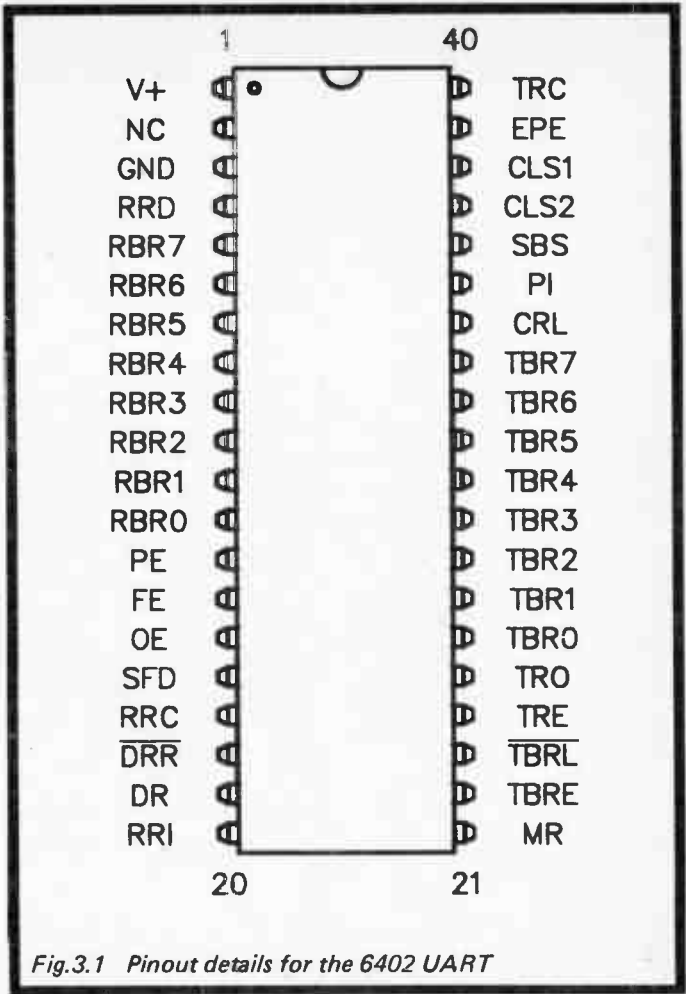 1 40
V+ TRC
NC EPE
GND CLS1
RRD CLS2
RBR7 SBS
RBR6 PI
RBR5 CRL
RBR4 TBR7
RBR3 TBR6
RBR2 TBR5
RBR1 TBR4
RBR0 TBR3
PE TBR2
FE TBR1
OE TBR0
SFD TRO
RRC TRE
D̅R̅R̅ T̅B̅R̅L̅
DR TBRE
RRI MR
20 21
Fig.3.1 Pinout details for the 6402 UART